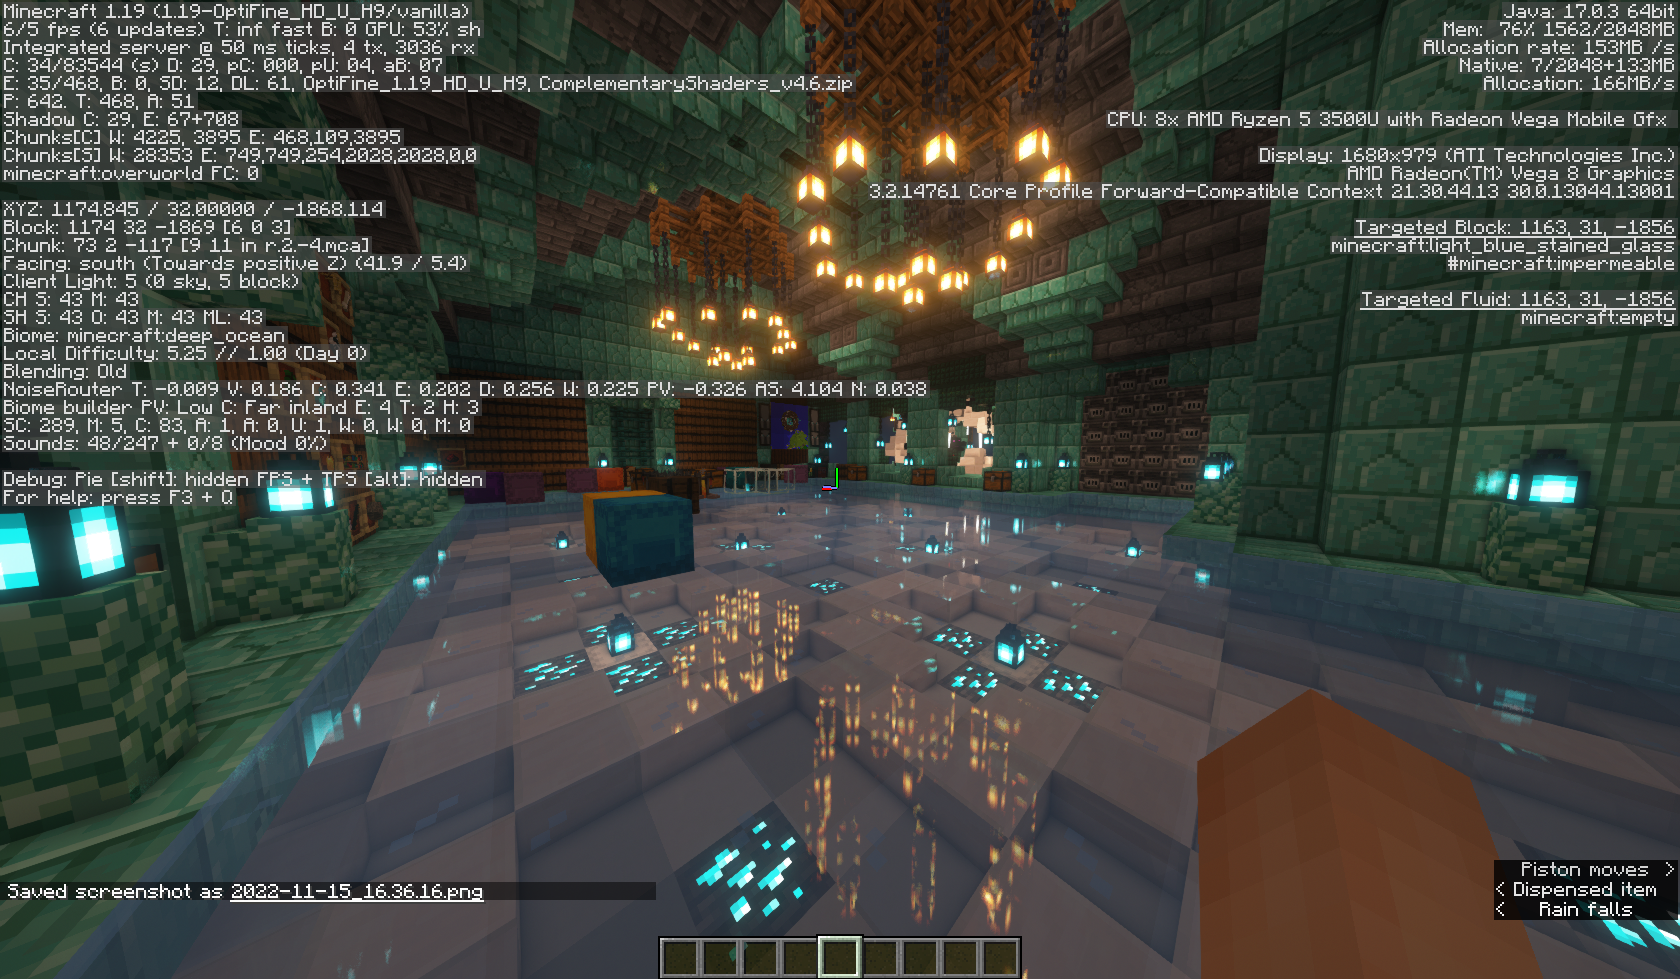 Minecraft 1.19 (1.19-OptiFine_HD_U_H9/vanilla)
6/5 fps (6 updates) T: inf fast B: 0 GPU: 53% sh
Integrated server @ 50 ms ticks, 4 tx, 3036 rx
C: 34/83544 (s) D: 29, pC: 000, pU: 04, aB: 07
E: 35/468, B: 0, SD: 12, DL: 61, OptiFine_1.19_HD_U_H9, ComplementaryShaders_v4.6.zip
P: 642. T: 468, A: 51
Shadow C: 29, E: 67+708
Chunks[C] W: 4225, 3895 E: 468,109,3895
Chunks[S] W: 28353 E: 749,749,254,2028,2028,0,0
minecraft:overworld FC: 0
XYZ: 1174.845 / 32.00000 / -1868.114
Block: 1174 32 -1869 [6 0 3]
Chunk: 73 2 -117 [9 11 in r.2.-4.mca]
Facing: south (Towards positive Z) (41.9 / 5.4)
Client Light: 5 (0 sky, 5 block)
CH S: 43 M: 43
SH S: 43 O: 43 M: 43 ML: 43
Biome: minecraft:deep_ocean
Local Difficulty: 5.25 // 1.00 (Day 0)
Blending: Old
NoiseRouter T: -0.009 V: 0.186 C: 0.341 E: 0.202 D: 0.256 W: 0.225 PV: -0.326 AS: 4.104 N: 0.038
Biome builder PV: Low C: Far inland E: 4 T: 2 H: 3
SC: 289, M: 5, C: 83, A: 1, A: 0, U: 1, W: 0, W: 0, M: 0
Sounds: 48/247 + 0/8 (Mood 0%)
Debug: Pie [shift]: hidden FPS + TPS [alt]: hidden
For help: press F3 + Q
Java: 17.0.3 64bit
Mem: 76% 1562/2048MB
Allocation rate: 153MB /s
Native: 7/2048+133MB
Allocation: 166MB/s
CPU: 8x AMD Ryzen 5 3500U with Radeon Vega Mobile Gfx
Display: 1680x979 (ATI Technologies Inc.)
AMD Radeon(TM) Vega 8 Graphics
3.2.14761 Core Profile Forward-Compatible Context 21.30.44.13 30.0.13044.13001
Targeted Block: 1163, 31, -1856
minecraft:light_blue_stained_glass
#minecraft:impermeable
Targeted Fluid: 1163, 31, -1856
minecraft:empty
Saved screenshot as 2022-11-15_16.36.16.png
Piston moves >
< Dispensed item
< Rain falls